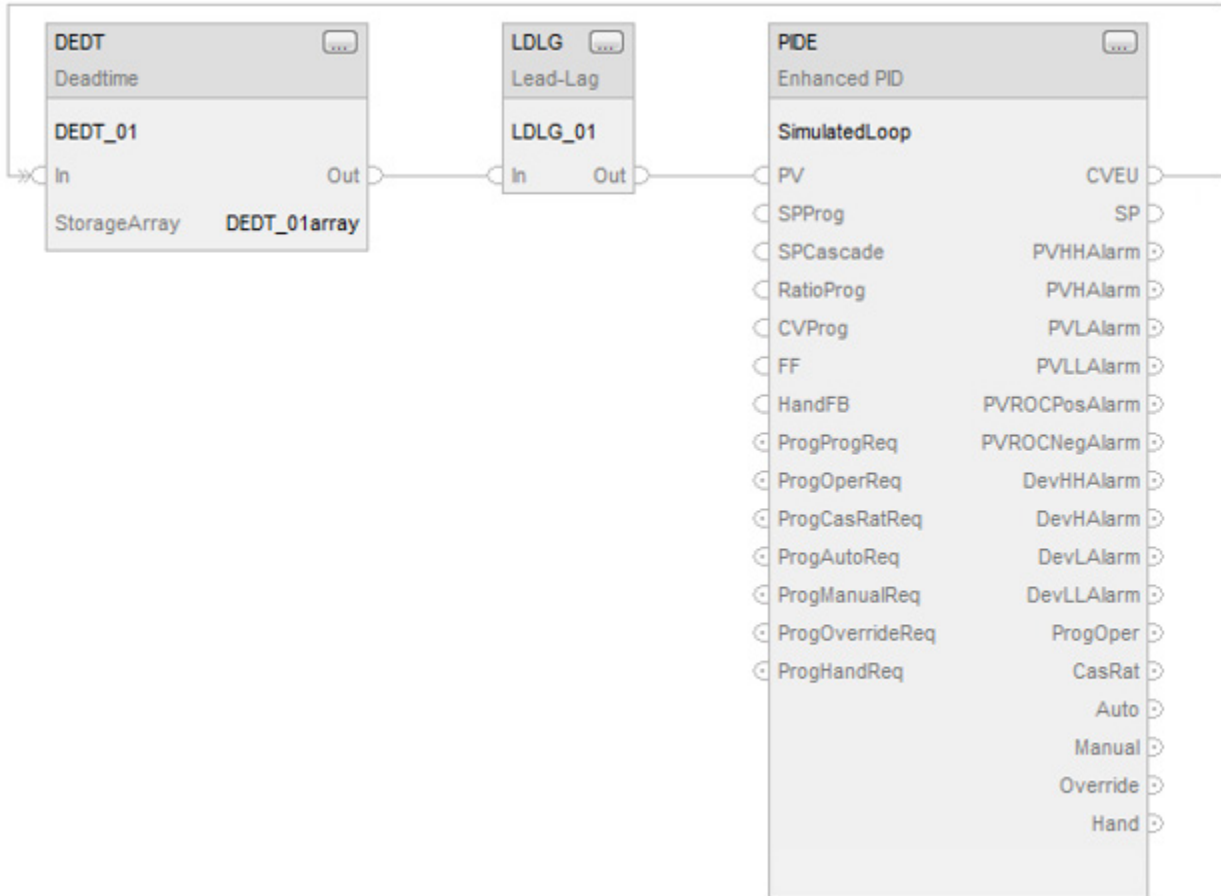 DEDT ...
Deadtime
DEDT_01
In Out
StorageArray DEDT_01array
LDLG ...
Lead-Lag
LDLG_01
In Out
PIDE ...
Enhanced PID
SimulatedLoop
PV CVEU
SPProg SP
SPCascade PVHHAlarm
RatioProg PVHAlarm
CVProg PVLAlarm
FF PVLLAlarm
HandFB PVROCPosAlarm
ProgProgReq PVROCNegAlarm
ProgOperReq DevHHAlarm
ProgCasRatReq DevHAlarm
ProgAutoReq DevLAlarm
ProgManualReq DevLLAlarm
ProgOverrideReq ProgOper
ProgHandReq CasRat
Auto
Manual
Override
Hand